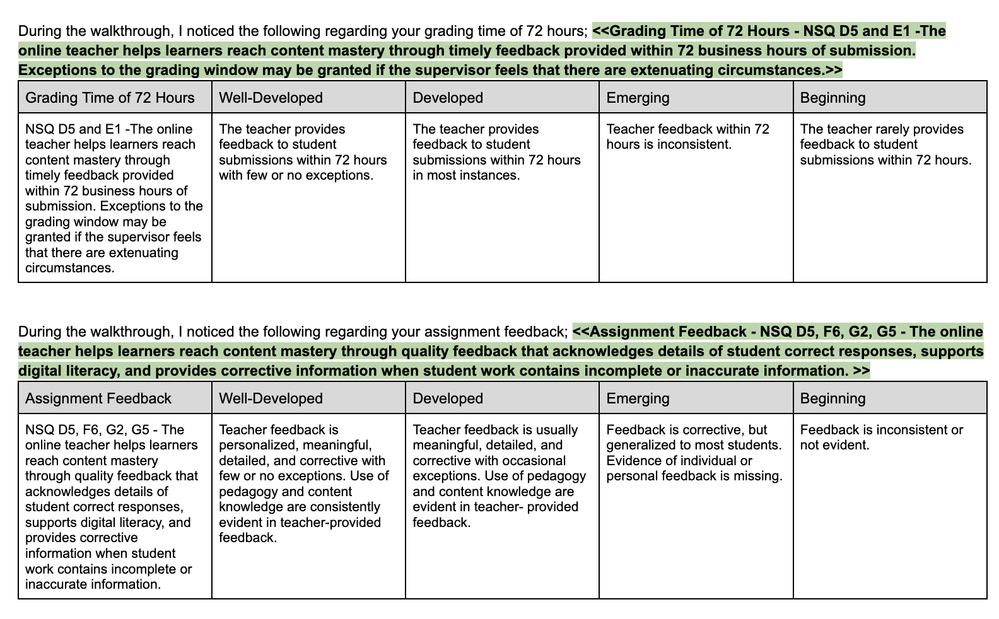 During the walkthrough, I noticed the following regarding your grading time of 72 hours; <<Grading Time of 72 Hours - NSQ D5 and E1 -The
online teacher helps learners reach content mastery through timely feedback provided within 72 business hours of submission.
Exceptions to the grading window may be granted if the supervisor feels that there are extenuating circumstances.>>
Grading Time of 72 Hours
Well-Developed
Developed
Emerging
Beginning
NSQ D5 and E1 -The online
teacher helps learners reach
content mastery through
timely feedback provided
within 72 business hours of
submission. Exceptions to the
grading window may be
granted if the supervisor feels
that there are extenuating
circumstances.
The teacher provides
feedback to student
submissions within 72 hours
with few or no exceptions.
The teacher provides
feedback to student
submissions within 72 hours
in most instances.
Teacher feedback within 72
hours is inconsistent.
The teacher rarely provides
feedback to student
submissions within 72 hours.
During the walkthrough, I noticed the following regarding your assignment feedback; <<Assignment Feedback - NSQ D5, F6, G2, G5 - The online
teacher helps learners reach content mastery through quality feedback that acknowledges details of student correct responses, supports
digital literacy, and provides corrective information when student work contains incomplete or inaccurate information. >>
Assignment Feedback
Well-Developed
Developed
Emerging
Beginning
NSQ D5, F6, G2, G5 - The
online teacher helps learners
reach content mastery
through quality feedback that
acknowledges details of
student correct responses,
supports digital literacy, and
provides corrective
information when student
work contains incomplete or
inaccurate information.
Teacher feedback is
personalized, meaningful,
detailed, and corrective with
few or no exceptions. Use of
pedagogy and content
knowledge are consistently
evident in teacher-provided
feedback.
Teacher feedback is usually
meaningful, detailed, and
corrective with occasional
exceptions. Use of pedagogy
and content knowledge are
evident in teacher- provided
feedback.
Feedback is corrective, but
generalized to most students.
Evidence of individual or
personal feedback is missing.
Feedback is inconsistent or
not evident.